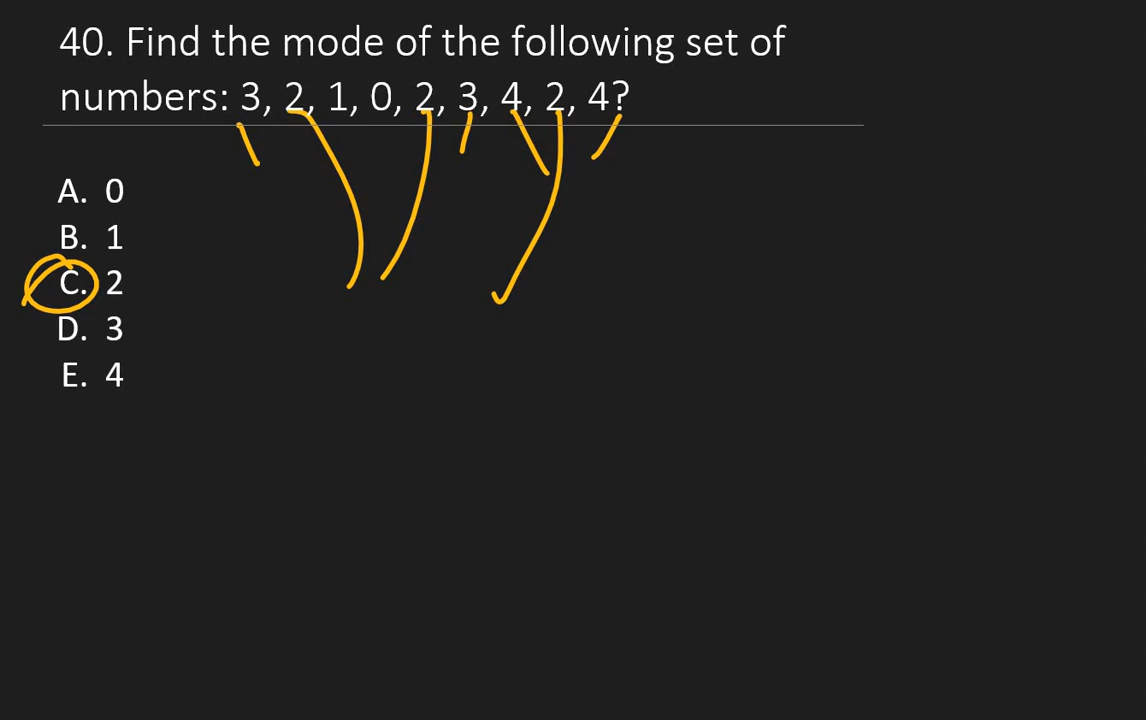 40. Find the mode of the following set of
numbers: 3, 2, 1, 0, 2, 3, 4, 2, 4?
A. 0
B. 1
C. 2
D. 3
E. 4